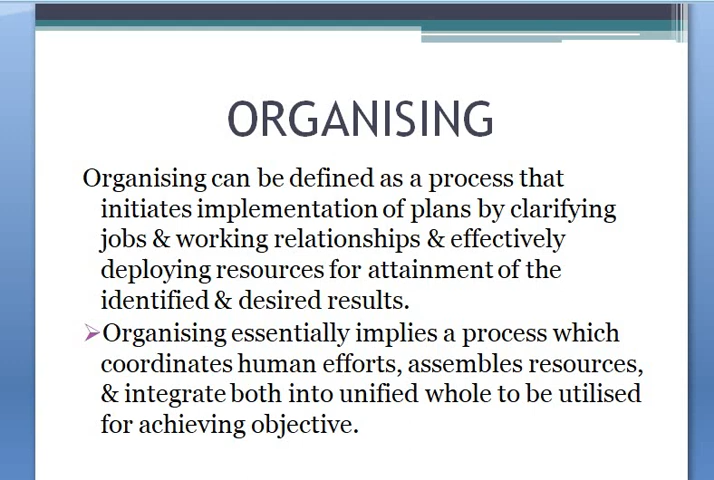 ORGANISING
Organising can be defined as a process that
initiates implementation of plans by clarifying
jobs & working relationships & effectively
deploying resources for attainment of the
identified & desired results.
Organising essentially implies a process which
coordinates human efforts, assembles resources,
& integrate both into unified whole to be utilised
for achieving objective.